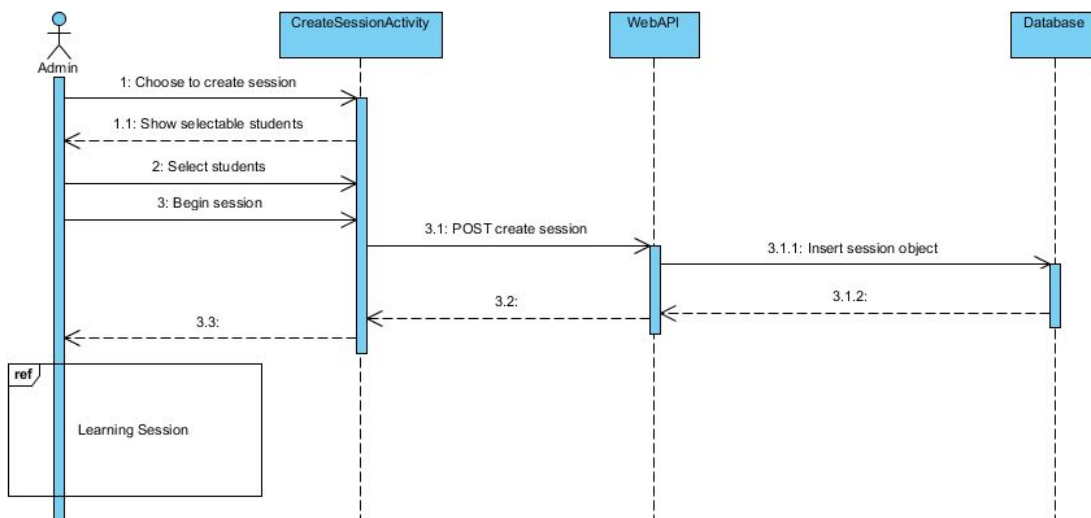 CreateSessionActivity
WebAPI
Database
Admin
1: Choose to create session
1.1: Show selectable students
2: Select students
3: Begin session
3.1: POST create session
3.1.1: Insert session object
3.1.2:
3.2:
3.3:
ref
Learning Session